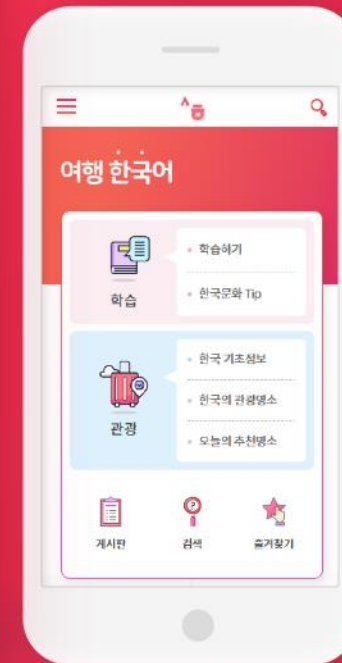 여행 한국어
학습
학습하기
한국문화 Tip
관광
한국 기초정보
한국의 관광명소
오늘의 추천명소
게시판
검색
즐겨찾기